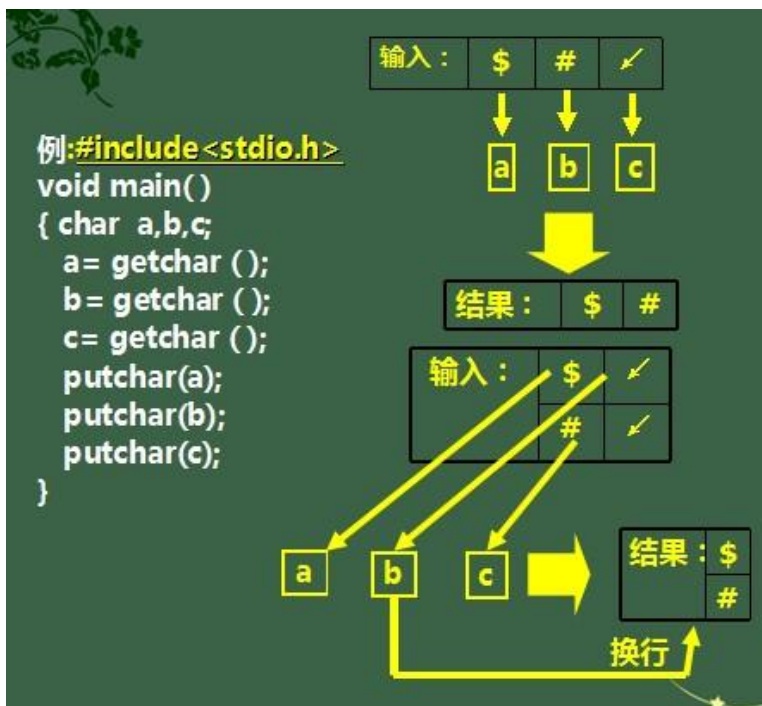 输入： $ # ↙
a b c
例:#include<stdio.h>
void main()
{ char a,b,c;
a= getchar ();
b= getchar ();
c= getchar ();
putchar(a);
putchar(b);
putchar(c);
}
结果： $ #
输入： $ ↙
# ↙
a b c
结果： $
#
换行